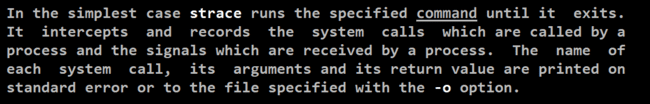 In the simplest case strace runs the specified command until it exits.
It intercepts and records the system calls which are called by a
process and the signals which are received by a process. The name of
each system call, its arguments and its return value are printed on
standard error or to the file specified with the -o option.